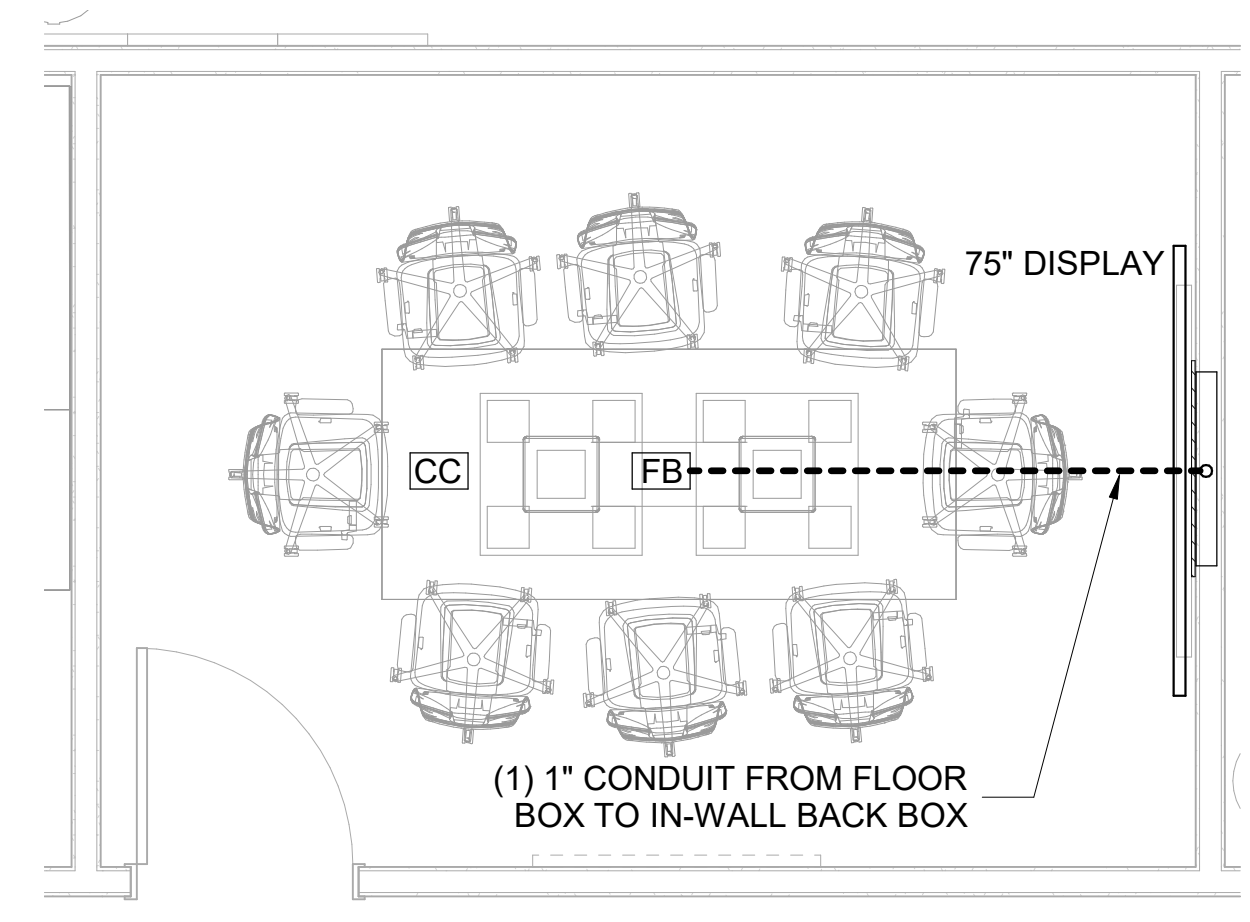 75" DISPLAY
CC
FB
(1) 1" CONDUIT FROM FLOOR
BOX TO IN-WALL BACK BOX